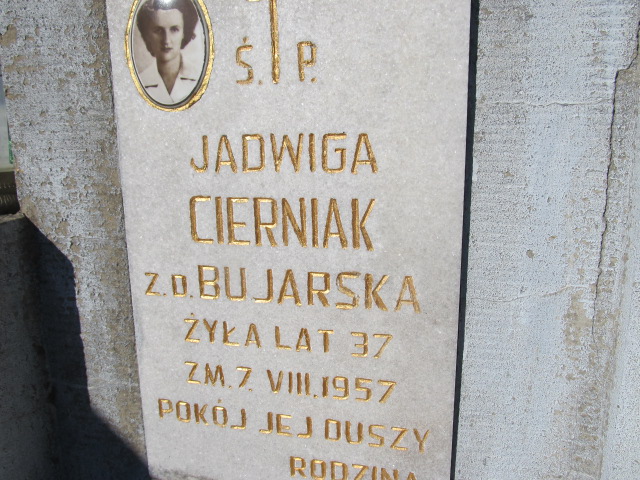 Ś. P.
JADWIGA
CIERNIAK
Z.D. BUJARSKA
ŻYŁA LAT 37
ZM. 7. VIII. 1957
POKÓJ JEJ DUSZY
RODZINA